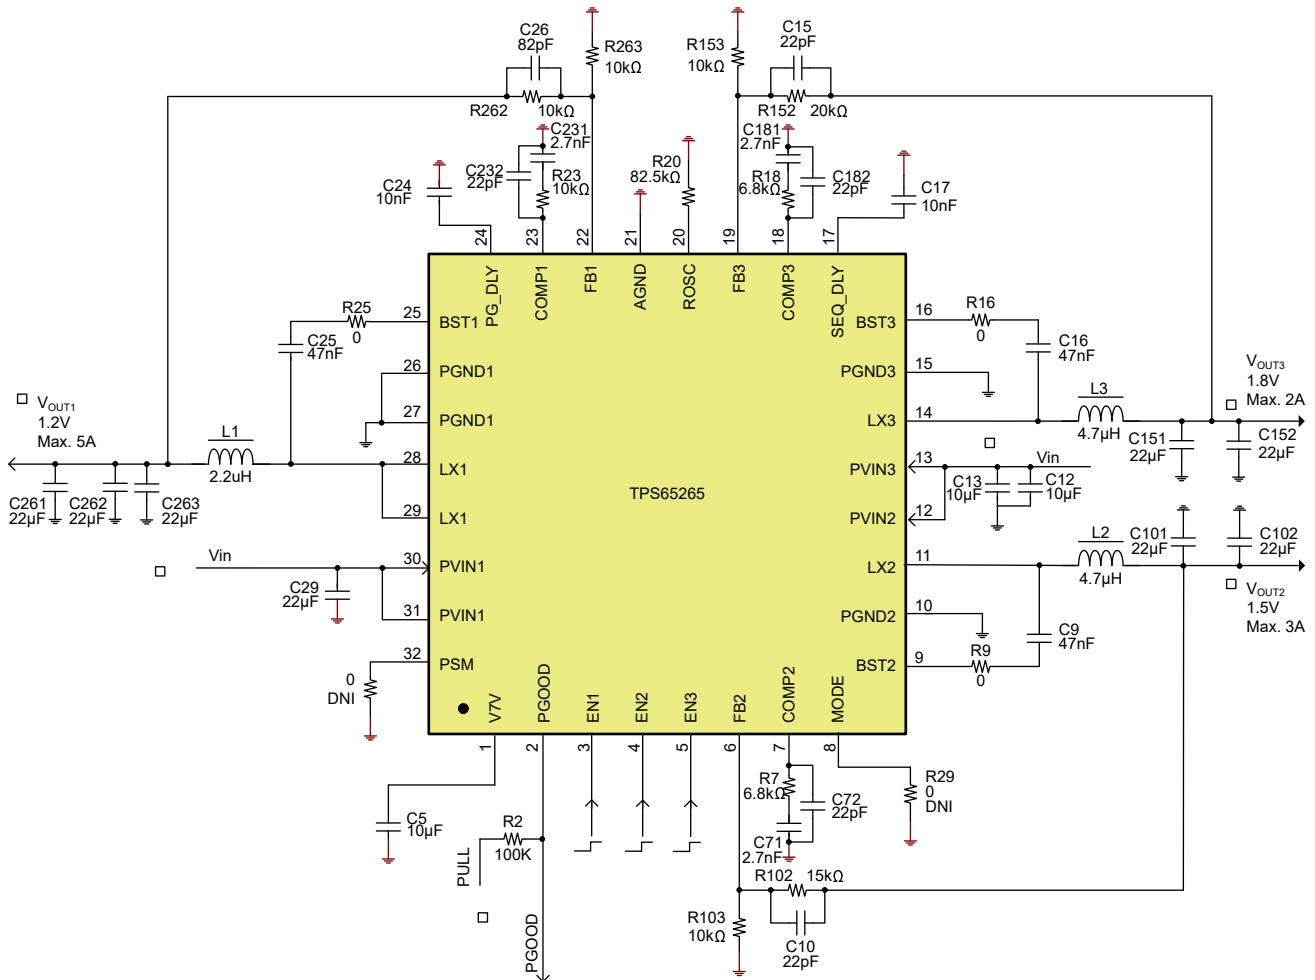 C26
82pF
R263
10kΩ
R262
10kΩ
R153
10kΩ
C15
22pF
R152
20kΩ
C231
2.7nF
C232
22pF
R23
10kΩ
C24
10nF
R20
82.5kΩ
C181
2.7nF
R18
6.8kΩ
C182
22pF
C17
10nF
24
23
22
21
20
19
18
17
PG_DLY
COMP1
FB1
AGND
ROSC
FB3
COMP3
SEQ_DLY
R25
0
C25
47nF
25
BST1
26
PGND1
27
PGND1
28
LX1
29
LX1
30
PVIN1
31
PVIN1
32
PSM
VOUT1
1.2V
Max. 5A
L1
2.2uH
C261
22µF
C262
22µF
C263
22µF
Vin
C29
22µF
0
DNI
TPS65265
BST3
16
PGND3
15
LX3
14
PVIN3
13
PVIN2
12
LX2
11
PGND2
10
BST2
9
R16
0
C16
47nF
L3
4.7µH
VOUT3
1.8V
Max. 2A
C151
22µF
C152
22µF
Vin
C13
10µF
C12
10µF
L2
4.7µH
C101
22µF
C102
22µF
VOUT2
1.5V
Max. 3A
C9
47nF
R9
0
V7V
PGOOD
EN1
EN2
EN3
FB2
COMP2
MODE
1
2
3
4
5
6
7
8
C5
10µF
R2
100K
PULL
PGOOD
R7
6.8kΩ
C72
22pF
C71
2.7nF
R29
0
DNI
R102
15kΩ
R103
10kΩ
C10
22pF